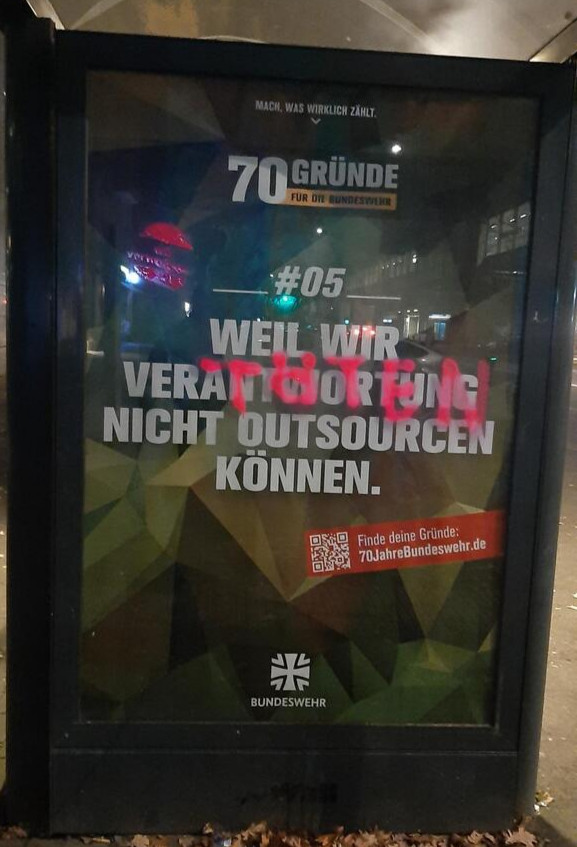 MACH, WAS WIRKLICH ZÄHLT.
70 GRÜNDE
FÜR DIE BUNDESWEHR
#05
WEIL WIR
VERANTWORTUNG
TÖTEN
NICHT OUTSOURCEN
KÖNNEN.
Finde deine Gründe:
70JahreBundeswehr.de
BUNDESWEHR